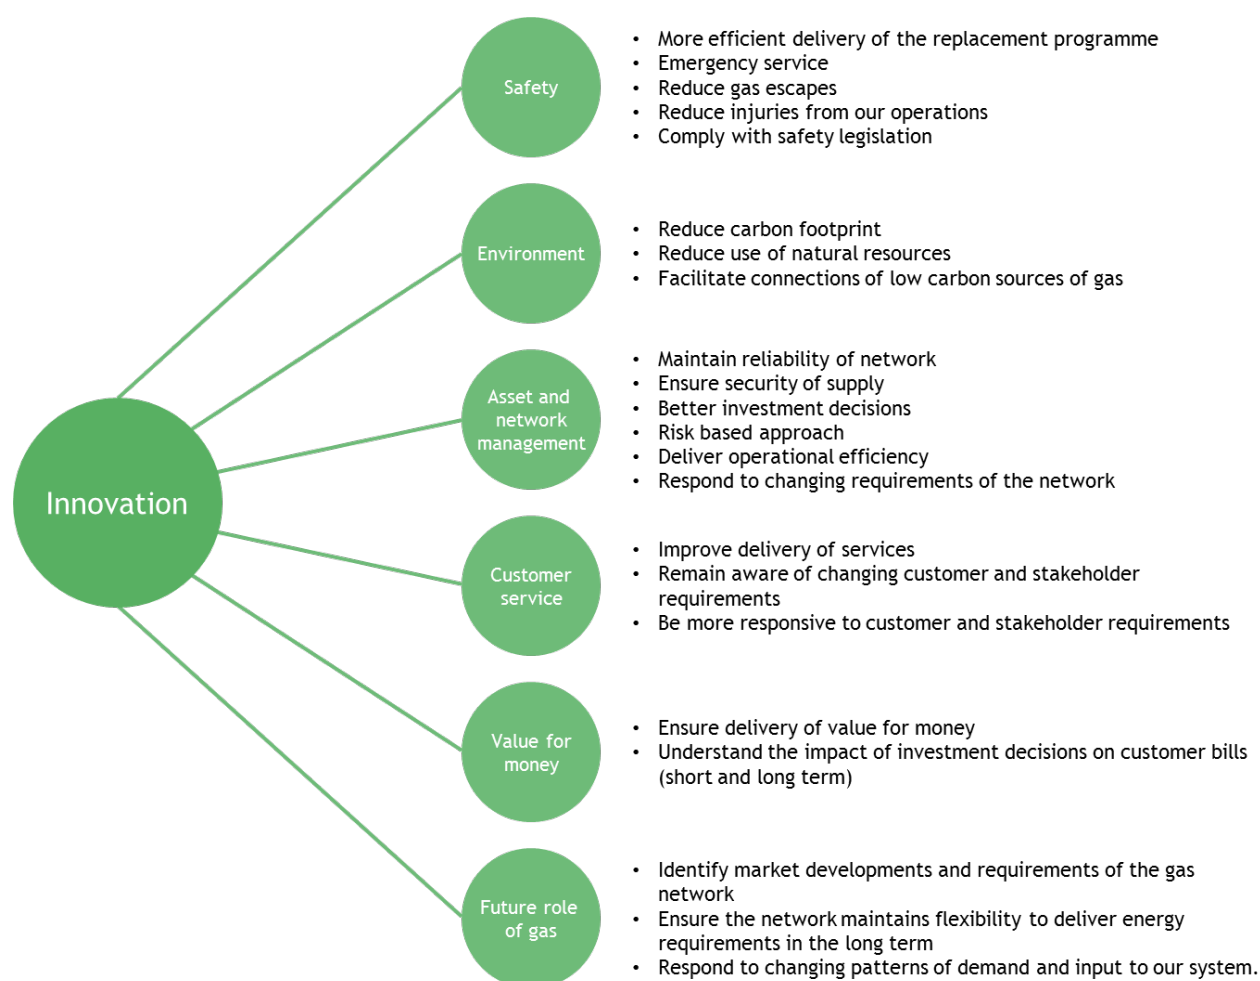 Innovation
Safety
• More efficient delivery of the replacement programme
• Emergency service
• Reduce gas escapes
• Reduce injuries from our operations
• Comply with safety legislation
Environment
• Reduce carbon footprint
• Reduce use of natural resources
• Facilitate connections of low carbon sources of gas
Asset and
network
management
• Maintain reliability of network
• Ensure security of supply
• Better investment decisions
• Risk based approach
• Deliver operational efficiency
• Respond to changing requirements of the network
Customer
service
• Improve delivery of services
• Remain aware of changing customer and stakeholder
requirements
• Be more responsive to customer and stakeholder requirements
Value for
money
• Ensure delivery of value for money
• Understand the impact of investment decisions on customer bills
(short and long term)
Future role
of gas
• Identify market developments and requirements of the gas
network
• Ensure the network maintains flexibility to deliver energy
requirements in the long term
• Respond to changing patterns of demand and input to our system.